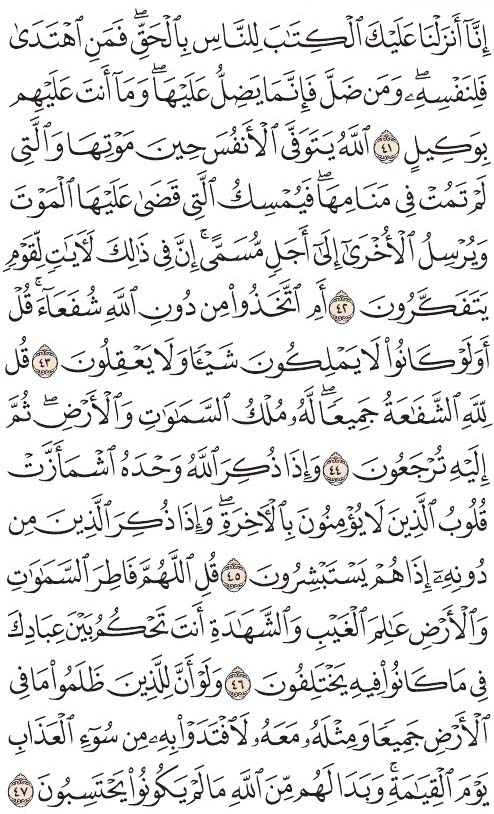 إِنَّآ أَنزَلۡنَا عَلَيۡكَ ٱلۡكِتَٰبَ لِلنَّاسِ بِٱلۡحَقِّۖ فَمَنِ ٱهۡتَدَىٰ
فَلِنَفۡسِهِۦۖ وَمَن ضَلَّ فَإِنَّمَا يَضِلُّ عَلَيۡهَاۖ وَمَآ أَنتَ عَلَيۡهِم
بِوَكِيلٍ ٤١ ٱللَّهُ يَتَوَفَّى ٱلۡأَنفُسَ حِينَ مَوۡتِهَا وَٱلَّتِي
لَمۡ تَمُتۡ فِي مَنَامِهَاۖ فَيُمۡسِكُ ٱلَّتِي قَضَىٰ عَلَيۡهَا ٱلۡمَوۡتَ
وَيُرۡسِلُ ٱلۡأُخۡرَىٰٓ إِلَىٰٓ أَجَلٖ مُّسَمًّىۚ إِنَّ فِي ذَٰلِكَ لَأٓيَٰتٖ لِّقَوۡمٖ
يَتَفَكَّرُونَ ٤٢ أَمِ ٱتَّخَذُواْ مِن دُونِ ٱللَّهِ شُفَعَآءَۚ قُلۡ
أَوَلَوۡ كَانُواْ لَا يَمۡلِكُونَ شَيۡـٔٗا وَلَا يَعۡقِلُونَ ٤٣ قُل
لِّلَّهِ ٱلشَّفَٰعَةُ جَمِيعٗاۖ لَّهُۥ مُلۡكُ ٱلسَّمَٰوَٰتِ وَٱلۡأَرۡضِۖ ثُمَّ
إِلَيۡهِ تُرۡجَعُونَ ٤٤ وَإِذَا ذُكِرَ ٱللَّهُ وَحۡدَهُ ٱشۡمَأَزَّتۡ
قُلُوبُ ٱلَّذِينَ لَا يُؤۡمِنُونَ بِٱلۡأٓخِرَةِۖ وَإِذَا ذُكِرَ ٱلَّذِينَ مِن
دُونِهِۦٓ إِذَا هُمۡ يَسۡتَبۡشِرُونَ ٤٥ قُلِ ٱللَّهُمَّ فَاطِرَ ٱلسَّمَٰوَٰتِ
وَٱلۡأَرۡضِ عَٰلِمَ ٱلۡغَيۡبِ وَٱلشَّهَٰدَةِ أَنتَ تَحۡكُمُ بَيۡنَ عِبَادِكَ
فِي مَا كَانُواْ فِيهِ يَخۡتَلِفُونَ ٤٦ وَلَوۡ أَنَّ لِلَّذِينَ ظَلَمُواْ مَا فِي
ٱلۡأَرۡضِ جَمِيعٗا وَمِثۡلَهُۥ مَعَهُۥ لَٱفۡتَدَوۡاْ بِهِۦ مِن سُوٓءِ ٱلۡعَذَابِ
يَوۡمَ ٱلۡقِيَٰمَةِۚ وَبَدَا لَهُم مِّنَ ٱللَّهِ مَا لَمۡ يَكُونُواْ يَحۡتَسِبُونَ ٤٧